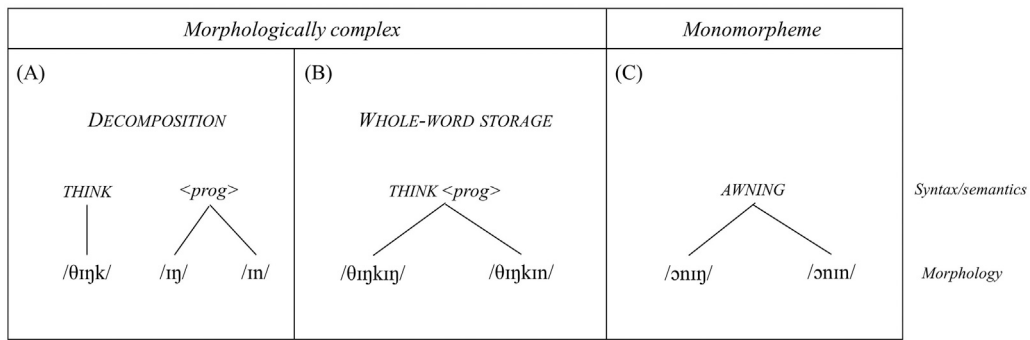 Morphologically complex
Monomorpheme
(A)
(B)
(C)
DECOMPOSITION
WHOLE-WORD STORAGE
THINK <prog>
THINK <prog>
AWNING
Syntax/semantics
/θɪŋk/ /ɪŋ/ /ɪn/
/θɪŋkɪŋ/ /θɪŋkɪn/
/ɔnɪŋ/ /ɔnɪn/
Morphology